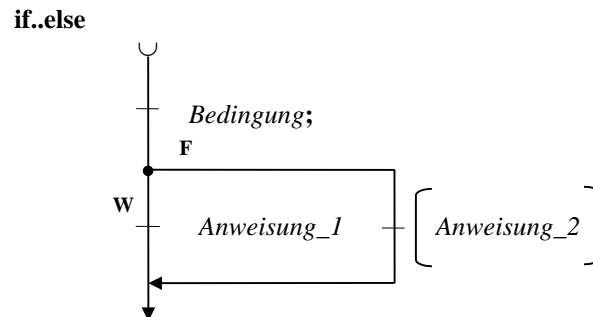 if..else
Bedingung;
F
W
Anweisung_1
Anweisung_2